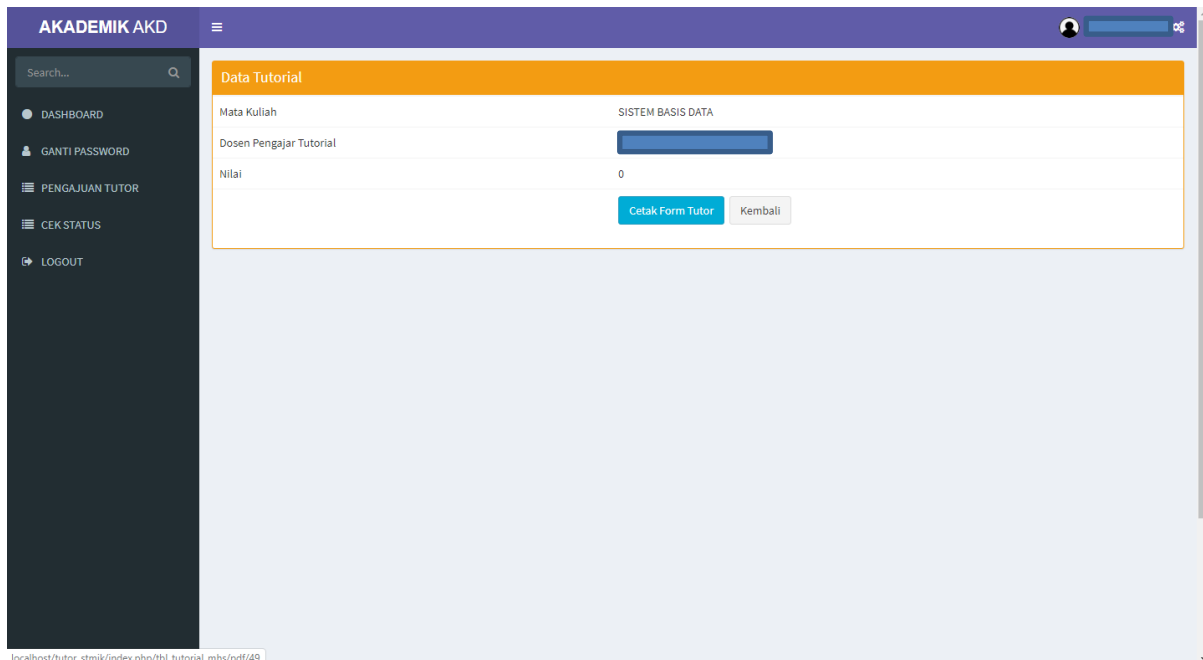 AKADEMIK AKD
Search...
DASHBOARD
GANTI PASSWORD
PENGAJUAN TUTOR
CEK STATUS
LOGOUT
Data Tutorial
Mata Kuliah SISTEM BASIS DATA
Dosen Pengajar Tutorial
Nilai 0
Cetak Form Tutor Kembali
localhost/tutor_stmik/index.php/tbl_tutorial_mhs/pdf/49